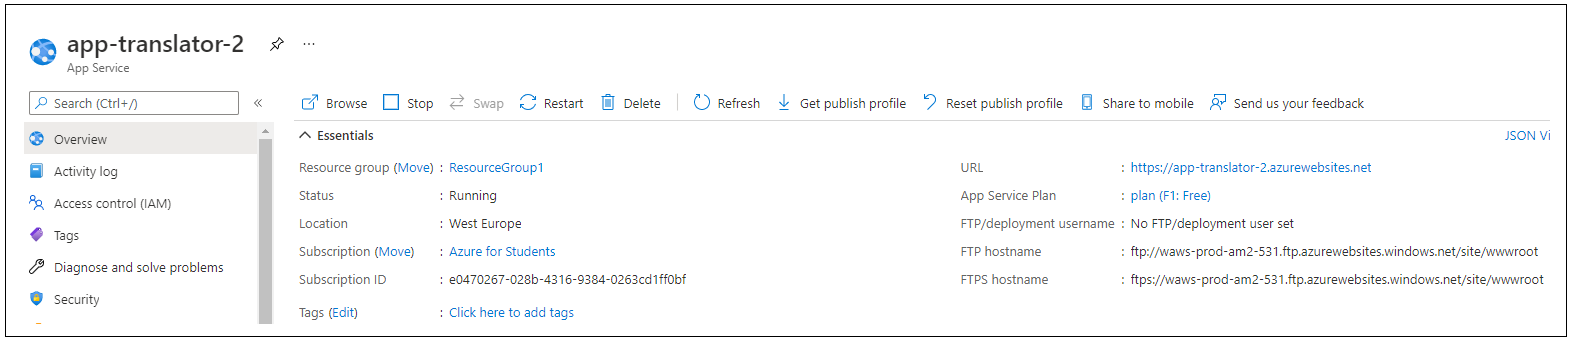 app-translator-2 ...
App Service
Search (Ctrl+/) «
Browse Stop Swap Restart Delete Refresh Get publish profile Reset publish profile Share to mobile Send us your feedback
Overview
Activity log
Access control (IAM)
Tags
Diagnose and solve problems
Security
Essentials JSON Vi
Resource group (Move) : ResourceGroup1
Status : Running
Location : West Europe
Subscription (Move) : Azure for Students
Subscription ID : e0470267-028b-4316-9384-0263cd1ff0bf
Tags (Edit) : Click here to add tags
URL : https://app-translator-2.azurewebsites.net
App Service Plan : plan (F1: Free)
FTP/deployment username : No FTP/deployment user set
FTP hostname : ftp://waws-prod-am2-531.ftp.azurewebsites.windows.net/site/wwwroot
FTPS hostname : ftps://waws-prod-am2-531.ftp.azurewebsites.windows.net/site/wwwroot